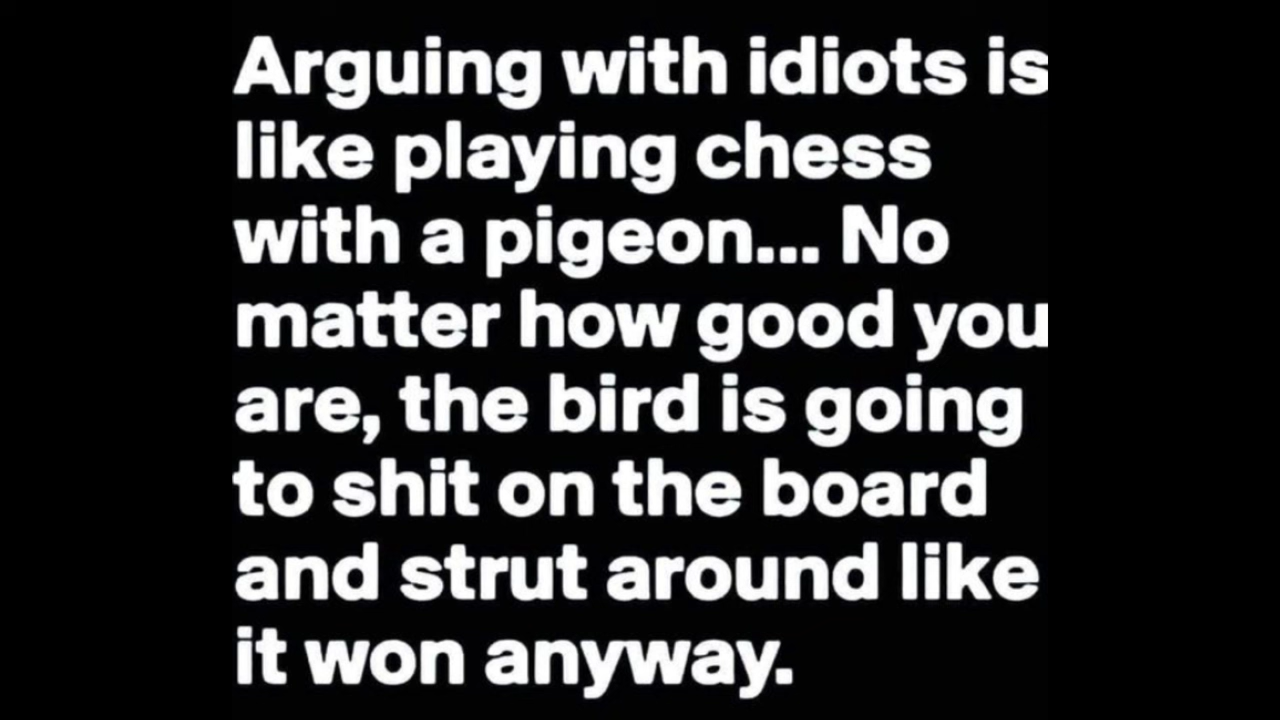 Arguing with idiots is
like playing chess
with a pigeon... No
matter how good you
are, the bird is going
to shit on the board
and strut around like
it won anyway.